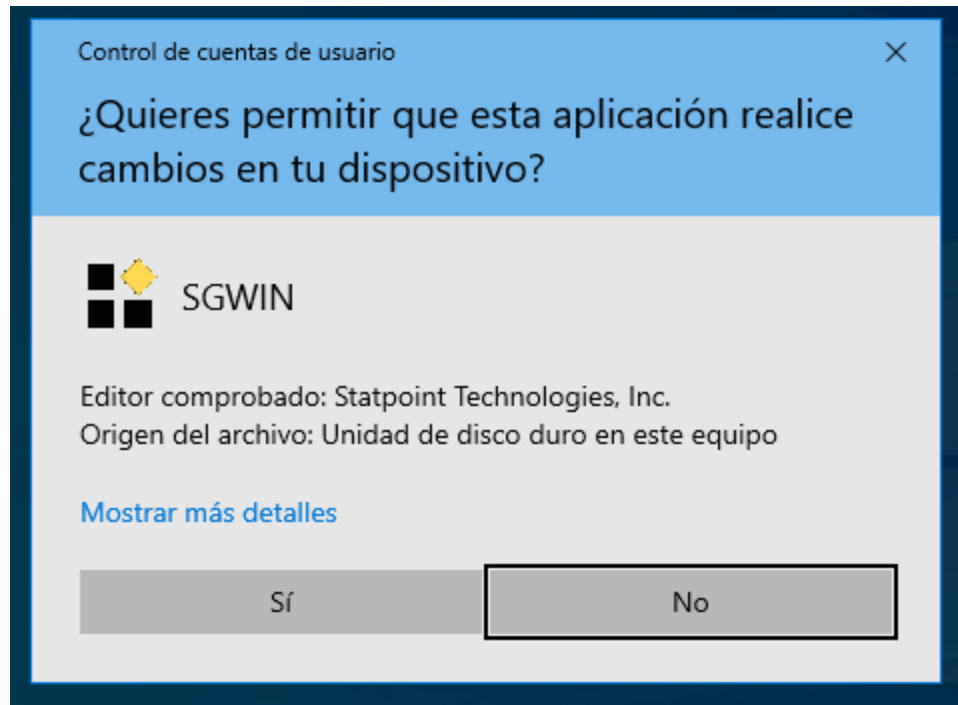 Control de cuentas de usuario
¿Quieres permitir que esta aplicación realice
cambios en tu dispositivo?
SGWIN
Editor comprobado: Statpoint Technologies, Inc.
Origen del archivo: Unidad de disco duro en este equipo
Mostrar más detalles
Sí
No